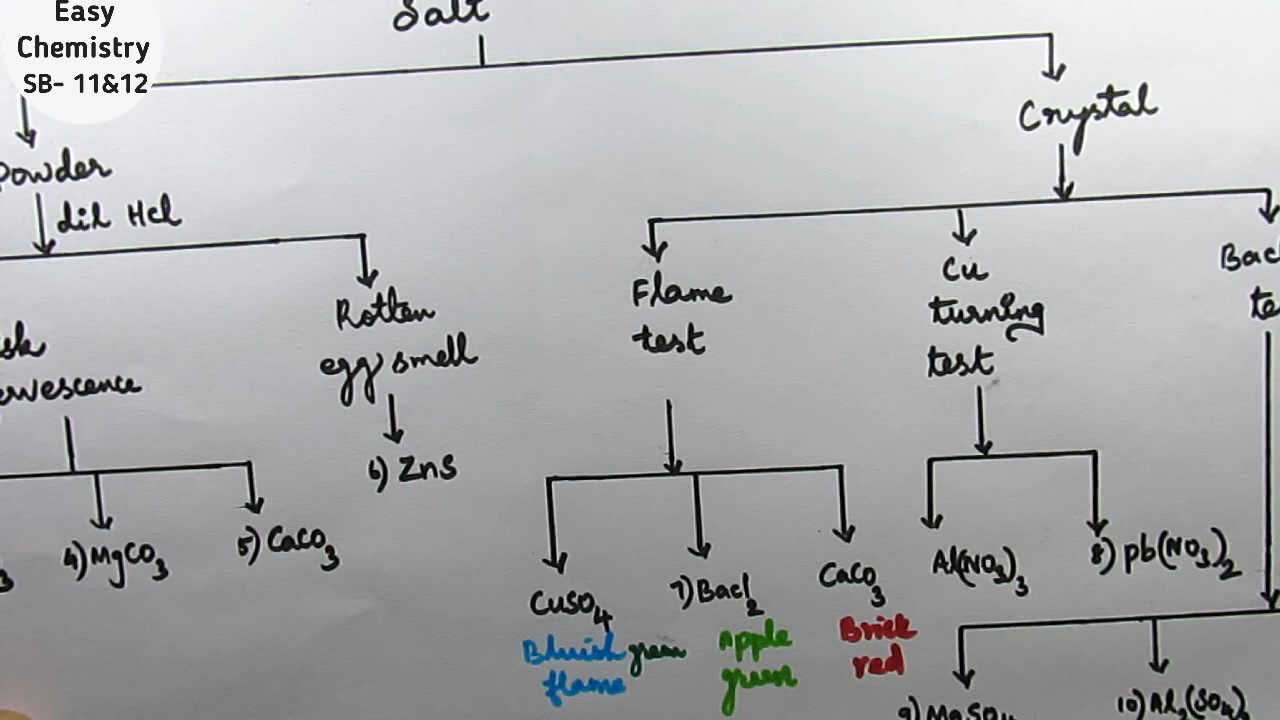 Easy
Chemistry
SB- 11&12
Salt
Crystal
Powder
dil Hcl
Flame
test
Cu
turning
test
Rotten
egg smell
6) ZnS
4) MgCO3
5) CaCO3
CuSO4
Bluish green
flame
7) Bacl2
Apple
green
CaCO3
Brick
red
Al(NO3)3
8) pb(NO3)2
9) MgSO4
10) Al2(SO4)3